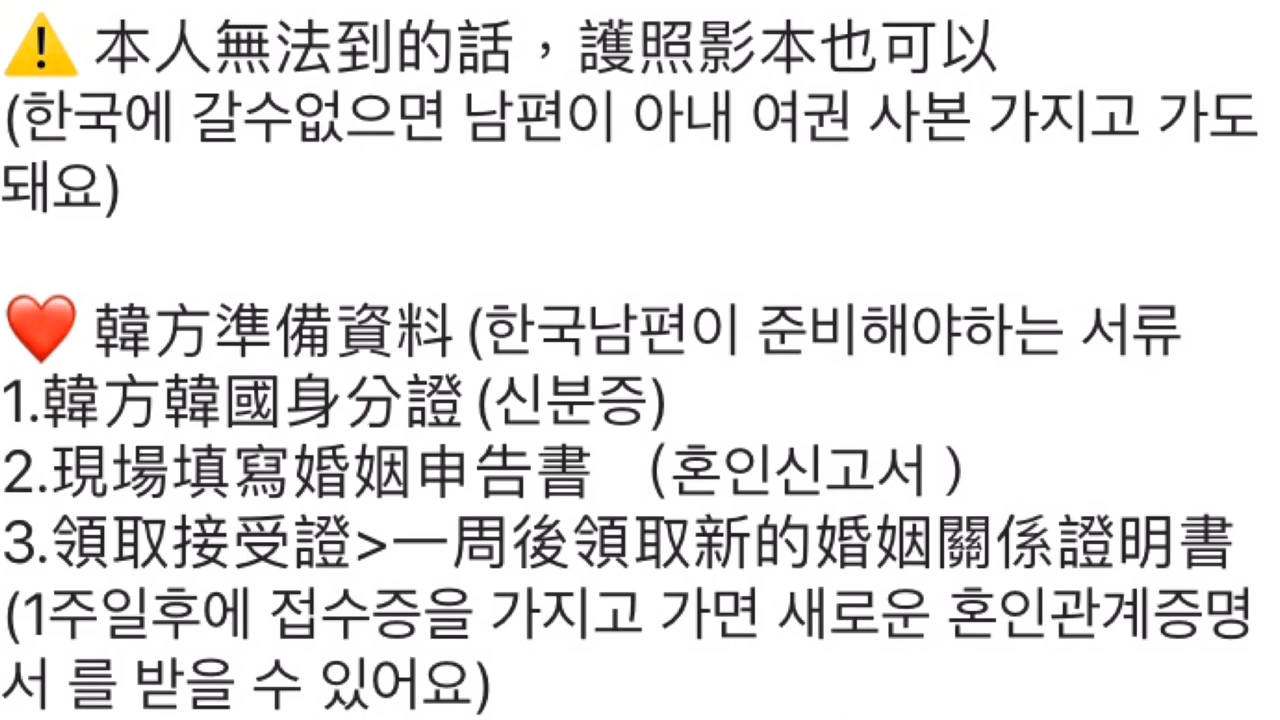 ⚠️ 本人無法到的話，護照影本也可以
(한국에 갈수없으면 남편이 아내 여권 사본 가지고 가도
돼요)
❤️ 韓方準備資料 (한국남편이 준비해야하는 서류
1.韓方韓國身分證 (신분증)
2.現場填寫婚姻申告書　（혼인신고서 ）
3.領取接受證>一周後領取新的婚姻關係證明書
(1주일후에 접수증을 가지고 가면 새로운 혼인관계증명
서 를 받을 수 있어요)